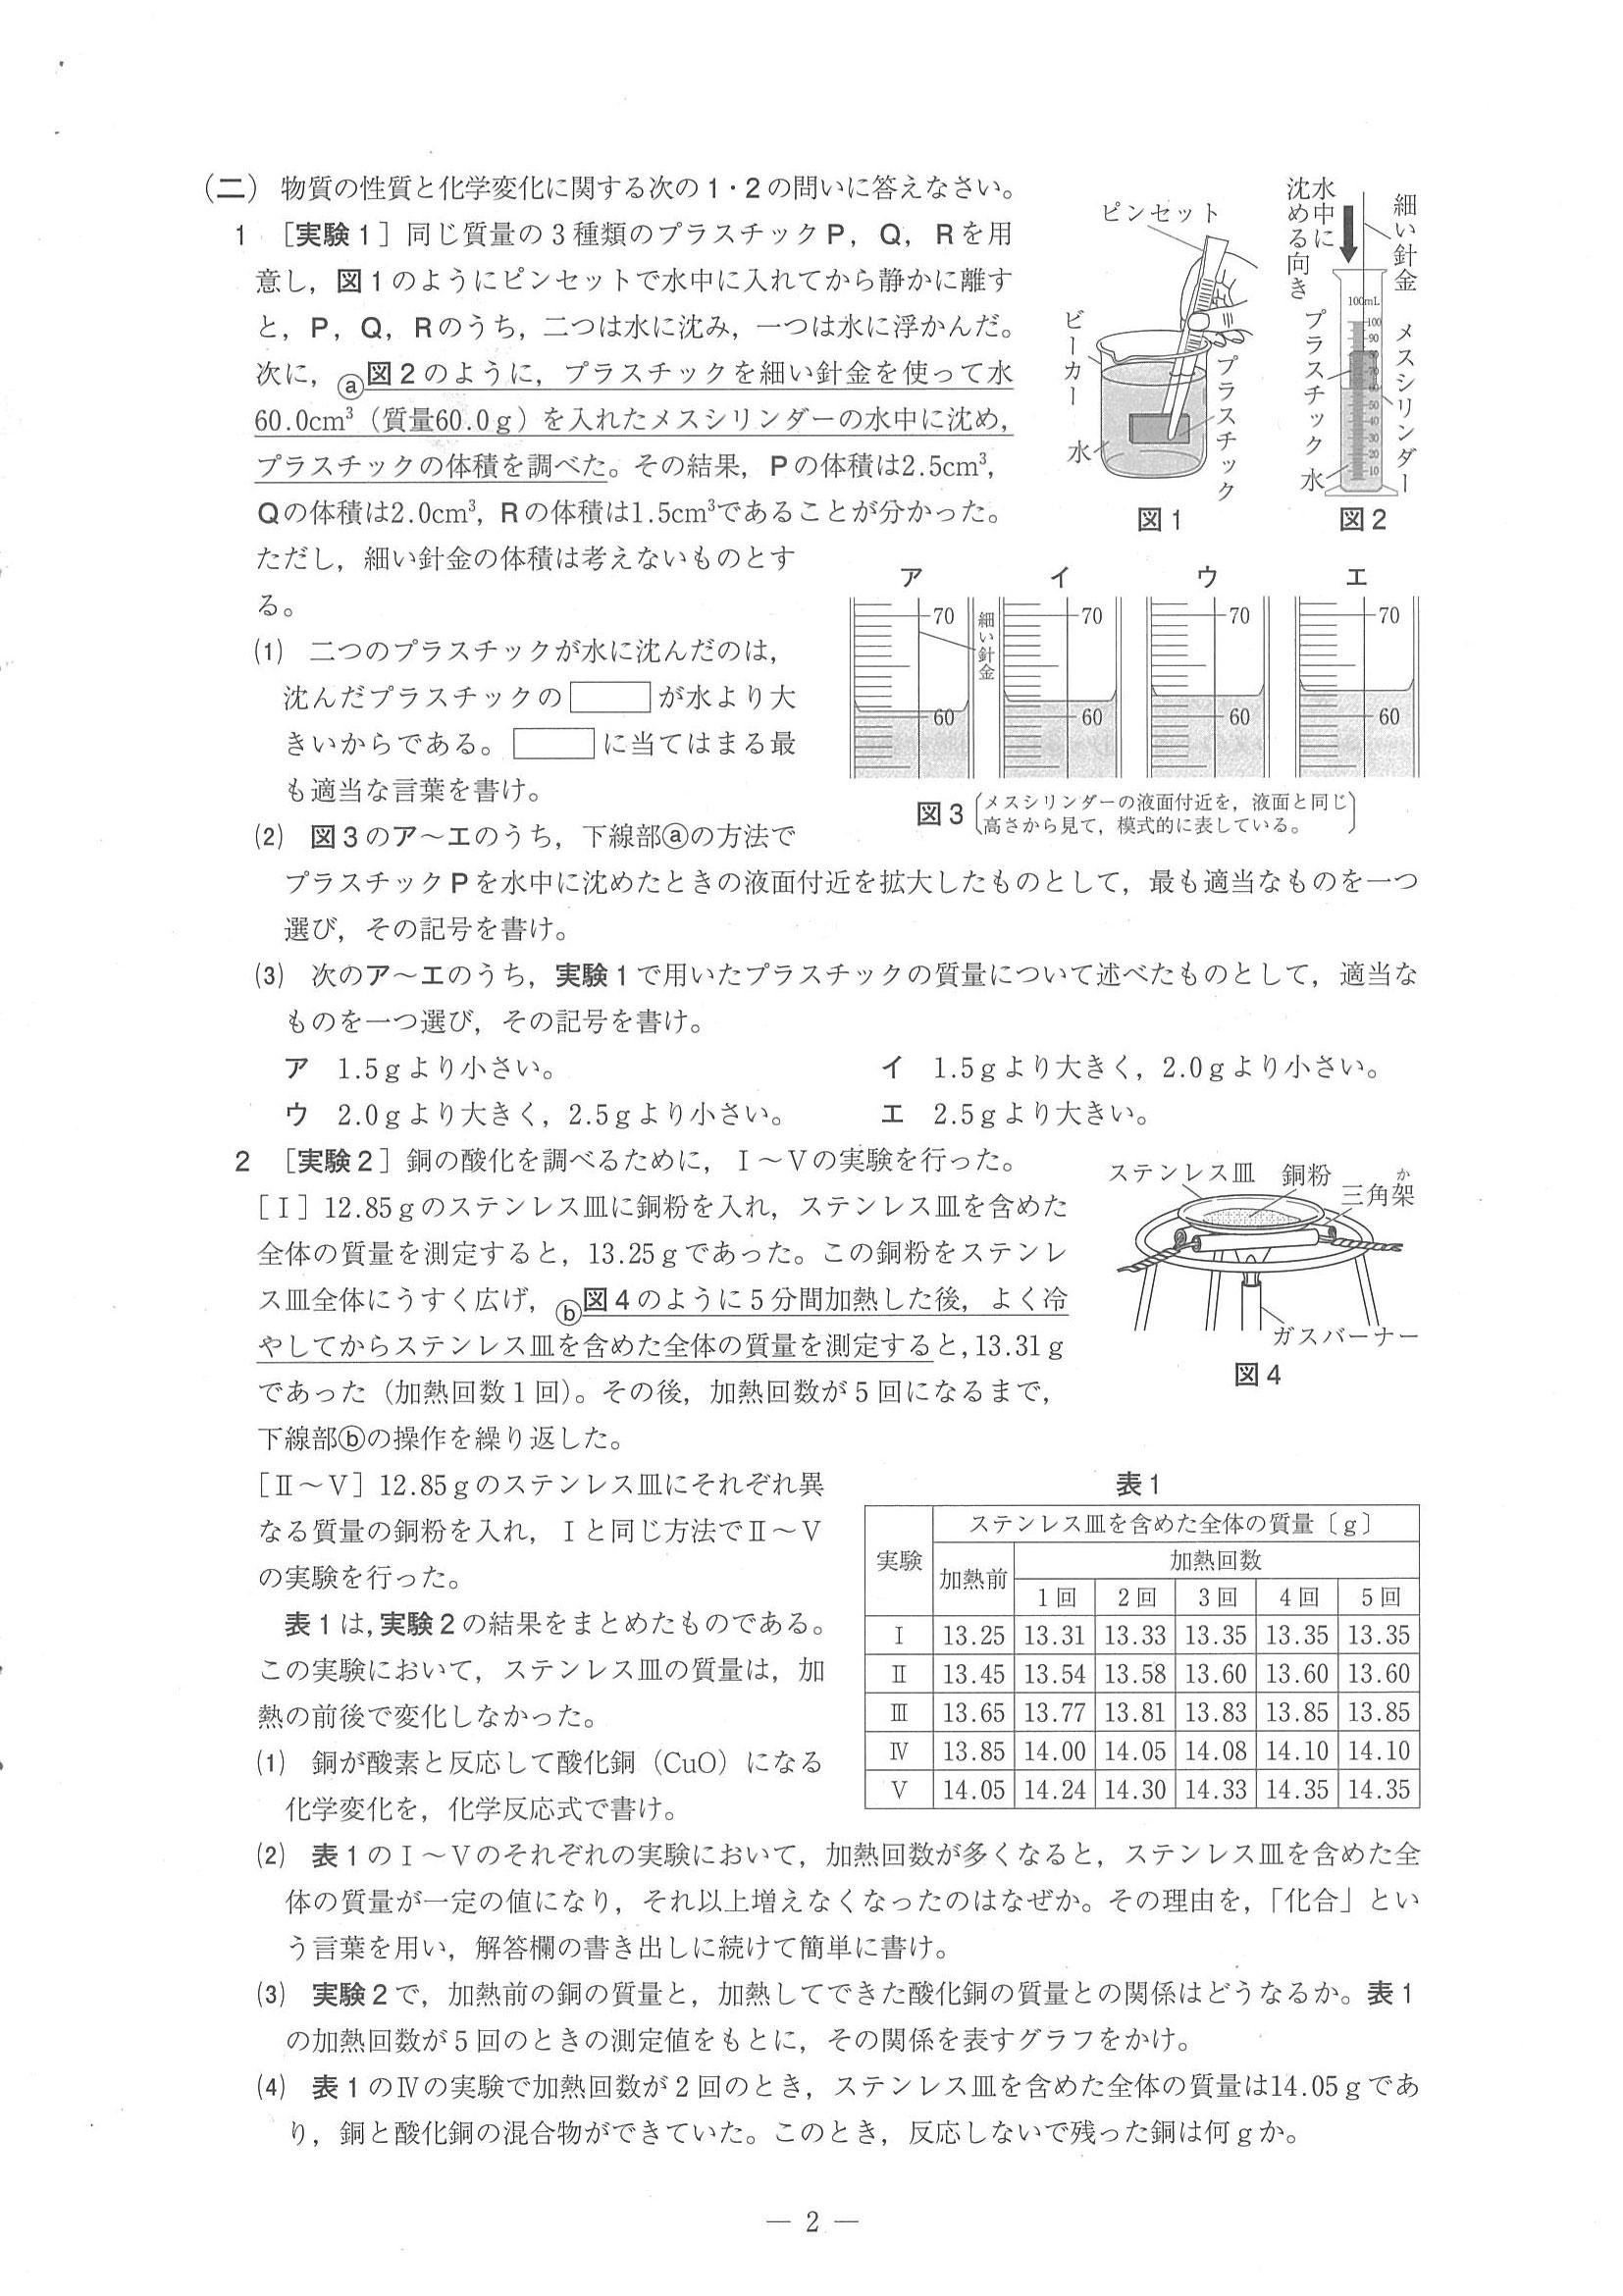 (二) 物質の性質と化学変化に関する次の1・2の問いに答えなさい。
1 [実験1] 同じ質量の3種類のプラスチックP, Q, Rを用
意し, 図1のようにピンセットで水中に入れてから静かに離す
と, P, Q, Rのうち, 二つは水に沈み, 一つは水に浮かんだ。
次に, ⓐ図2のように, プラスチックを細い針金を使って水
60.0cm³ (質量60.0g) を入れたメスシリンダーの水中に沈め,
プラスチックの体積を調べた。その結果, Pの体積は2.5cm³,
Qの体積は2.0cm³, Rの体積は1.5cm³であることが分かった。
ただし, 細い針金の体積は考えないものとす
る。
ピンセット
ビーカー
水
プラスチック
図1
水中に
沈める向き
細い針金
100mL
100
90
50
40
30
20
10
プラスチック
メスシリンダー
水
図2
(1) 二つのプラスチックが水に沈んだのは,
沈んだプラスチックの□が水より大
きいからである。□に当てはまる最
も適当な言葉を書け。
ア イ ウ エ
70 70 70 70
細い針金
60 60 60 60
図3 (メスシリンダーの液面付近を, 液面と同じ
高さから見て, 模式的に表している。)
(2) 図3のア～エのうち, 下線部ⓐの方法で
プラスチックPを水中に沈めたときの液面付近を拡大したものとして, 最も適当なものを一つ
選び, その記号を書け。
(3) 次のア～エのうち, 実験1で用いたプラスチックの質量について述べたものとして, 適当な
ものを一つ選び, その記号を書け。
ア 1.5gより小さい。 イ 1.5gより大きく, 2.0gより小さい。
ウ 2.0gより大きく, 2.5gより小さい。 エ 2.5gより大きい。
2 [実験2] 銅の酸化を調べるために, Ⅰ～Ⅴの実験を行った。
[Ⅰ] 12.85gのステンレス皿に銅粉を入れ, ステンレス皿を含めた
全体の質量を測定すると, 13.25gであった。この銅粉をステンレ
ス皿全体にうすく広げ, ⓑ図4のように5分間加熱した後, よく冷
やしてからステンレス皿を含めた全体の質量を測定すると, 13.31g
であった (加熱回数1回)。その後, 加熱回数が5回になるまで,
下線部ⓑの操作を繰り返した。
ステンレス皿 銅粉
か
三角架
ガスバーナー
図4
[Ⅱ～Ⅴ] 12.85gのステンレス皿にそれぞれ異
なる質量の銅粉を入れ, Ⅰと同じ方法でⅡ～Ⅴ
の実験を行った。
表1は, 実験2の結果をまとめたものである。
この実験において, ステンレス皿の質量は, 加
熱の前後で変化しなかった。
表1
実験 ステンレス皿を含めた全体の質量〔g〕
加熱前 加熱回数
1回 2回 3回 4回 5回
Ⅰ 13.25 13.31 13.33 13.35 13.35 13.35
Ⅱ 13.45 13.54 13.58 13.60 13.60 13.60
Ⅲ 13.65 13.77 13.81 13.83 13.85 13.85
Ⅳ 13.85 14.00 14.05 14.08 14.10 14.10
Ⅴ 14.05 14.24 14.30 14.33 14.35 14.35
(1) 銅が酸素と反応して酸化銅 (CuO) になる
化学変化を, 化学反応式で書け。
(2) 表1のⅠ～Ⅴのそれぞれの実験において, 加熱回数が多くなると, ステンレス皿を含めた全
体の質量が一定の値になり, それ以上増えなくなったのはなぜか。その理由を,「化合」とい
う言葉を用い, 解答欄の書き出しに続けて簡単に書け。
(3) 実験2で, 加熱前の銅の質量と, 加熱してできた酸化銅の質量との関係はどうなるか。表1
の加熱回数が5回のときの測定値をもとに, その関係を表すグラフをかけ。
(4) 表1のⅣの実験で加熱回数が2回のとき, ステンレス皿を含めた全体の質量は14.05gであ
り, 銅と酸化銅の混合物ができていた。このとき, 反応しないで残った銅は何gか。
— 2 —